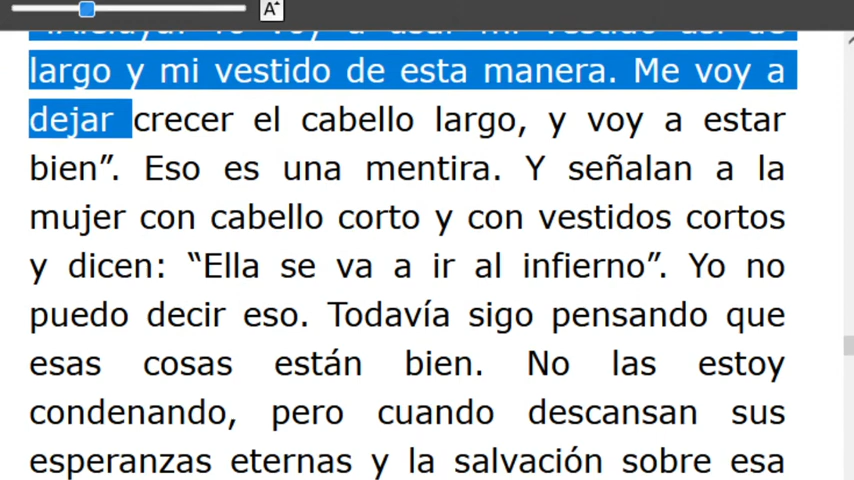 A
largo y mi vestido de esta manera. Me voy a
dejar crecer el cabello largo, y voy a estar
bien”. Eso es una mentira. Y señalan a la
mujer con cabello corto y con vestidos cortos
y dicen: “Ella se va a ir al infierno”. Yo no
puedo decir eso. Todavía sigo pensando que
esas cosas están bien. No las estoy
condenando, pero cuando descansan sus
esperanzas eternas y la salvación sobre esa